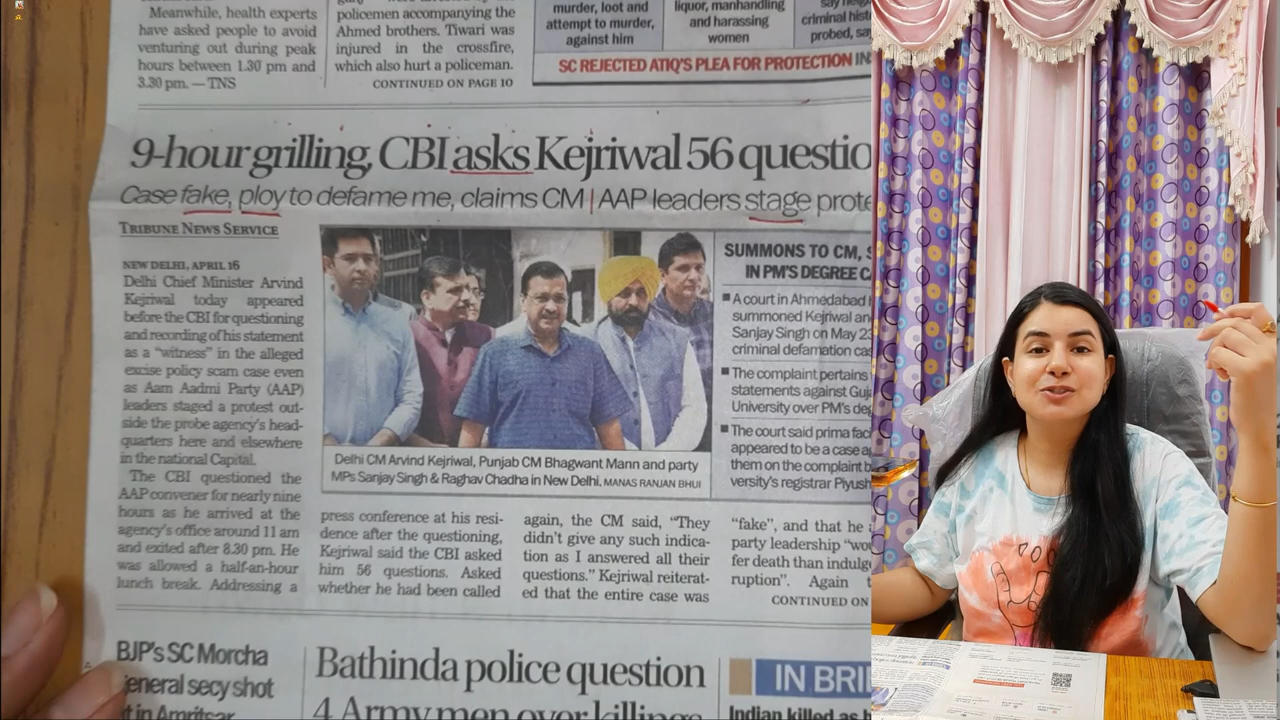 Meanwhile, health experts
have asked people to avoid
venturing out during peak
hours between 1.30 pm and
3.30 pm. — TNS
policemen accompanying the
Ahmed brothers. Tiwari was
injured in the crossfire,
which also hurt a policeman.
CONTINUED ON PAGE 10
murder, loot and
attempt to murder,
against him
liquor, manhandling
and harassing
women
criminal hist
probed, sa
SC REJECTED ATIQ'S PLEA FOR PROTECTION IN
9-hour grilling, CBI asks Kejriwal 56 questio
Case fake, ploy to defame me, claims CM | AAP leaders stage prote
TRIBUNE NEWS SERVICE
NEW DELHI, APRIL 16
Delhi Chief Minister Arvind
Kejriwal today appeared
before the CBI for questioning
and recording of his statement
as a "witness" in the alleged
excise policy scam case even
as Aam Aadmi Party (AAP)
leaders staged a protest out-
side the probe agency's head-
quarters here and elsewhere
in the national Capital.
The CBI questioned the
AAP convener for nearly nine
hours as he arrived at the
agency's office around 11 am
and exited after 8.30 pm. He
was allowed a half-an-hour
lunch break. Addressing a
Delhi CM Arvind Kejriwal, Punjab CM Bhagwant Mann and party
MPs Sanjay Singh & Raghav Chadha in New Delhi. MANAS RANJAN BHUI
press conference at his resi-
dence after the questioning,
Kejriwal said the CBI asked
him 56 questions. Asked
whether he had been called
again, the CM said, "They
didn't give any such indica-
tion as I answered all their
questions." Kejriwal reiterat-
ed that the entire case was
SUMMONS TO CM, S
IN PM'S DEGREE CA
■ A court in Ahmedabad h
summoned Kejriwal an
Sanjay Singh on May 23
criminal defamation cas
■ The complaint pertains
statements against Guja
University over PM's deg
■ The court said prima fac
appeared to be a case ag
them on the complaint b
versity's registrar Piyush
"fake", and that he
party leadership "wou
fer death than indulg
ruption". Again t
CONTINUED ON
BJP's SC Morcha
general secy shot
Bathinda police question
IN BRI